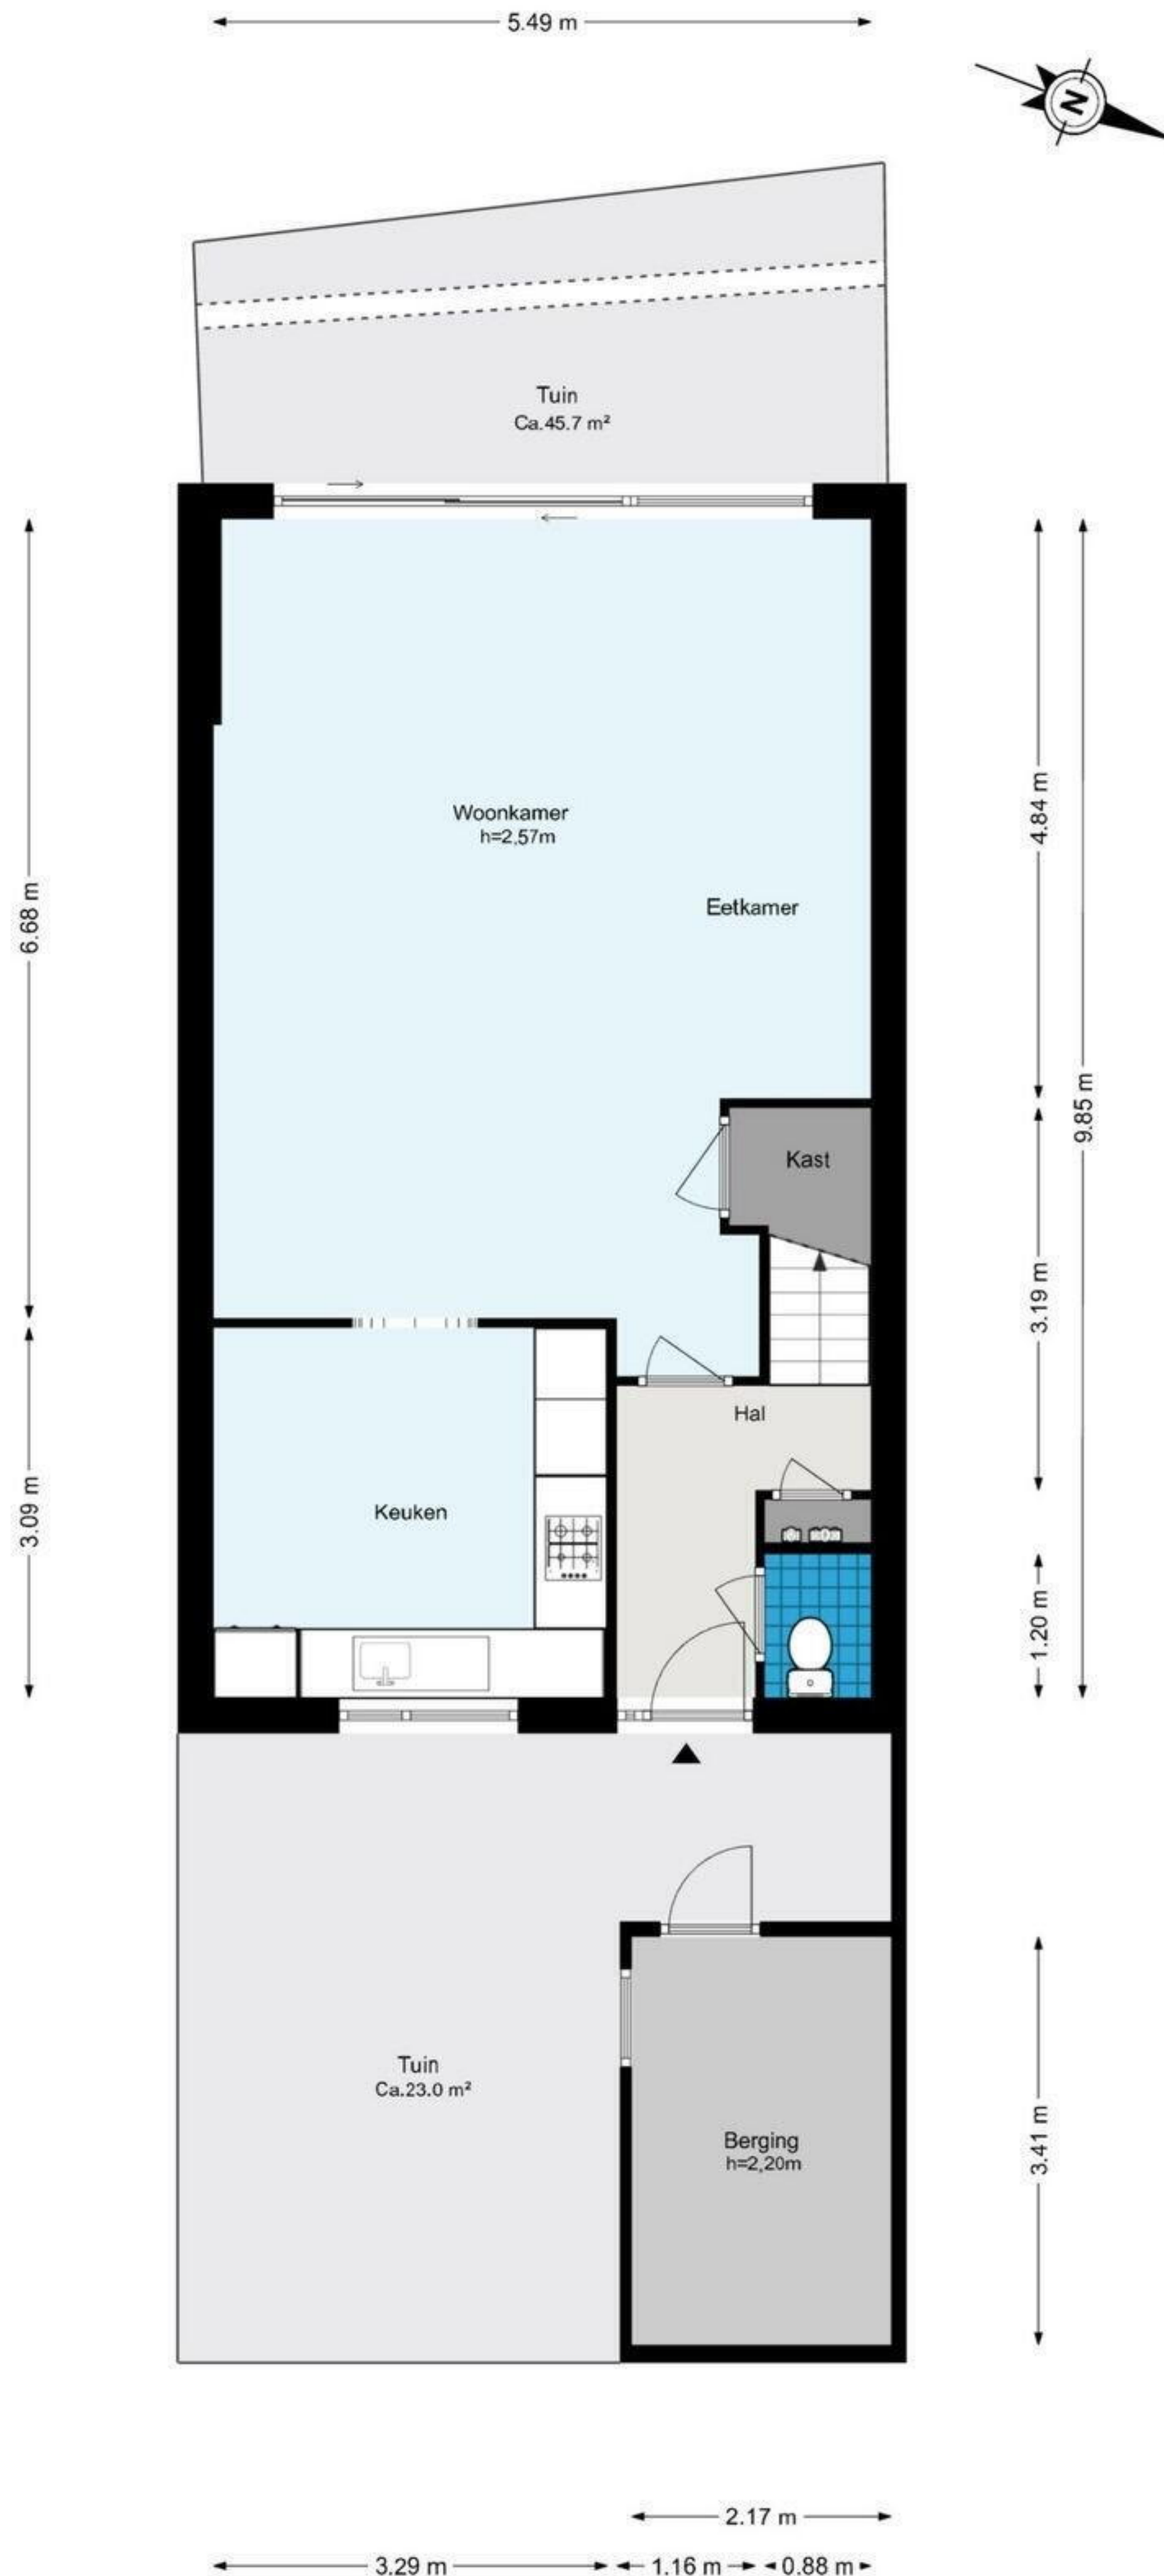 5.49 m
N
Tuin
Ca.45.7 m²
Woonkamer
h=2,57m
Eetkamer
4.84 m
6.68 m
9.85 m
Kast
3.19 m
Hal
3.09 m
Keuken
1.20 m
Tuin
Ca.23.0 m²
Berging
h=2,20m
3.41 m
2.17 m
3.29 m
1.16 m
0.88 m